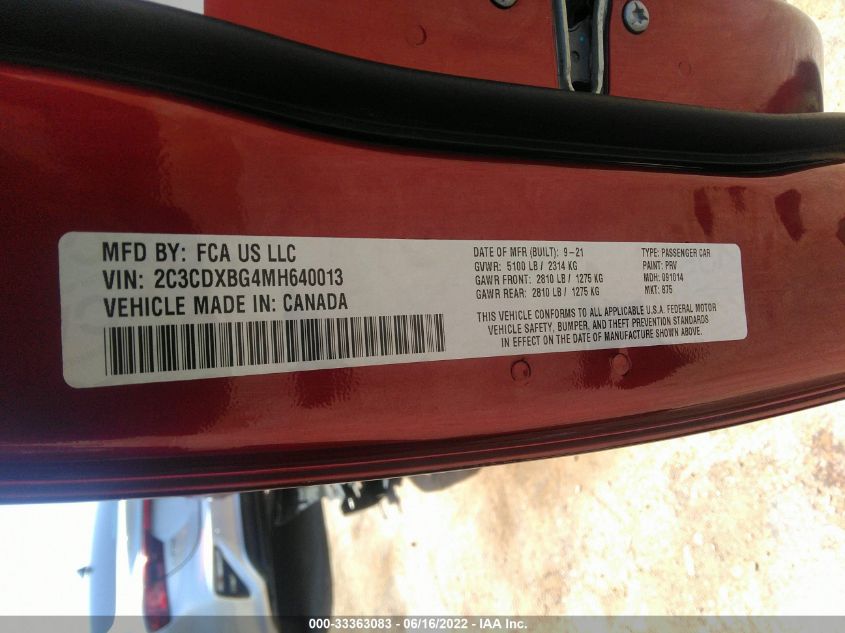 MFD BY: FCA US LLC
VIN: 2C3CDXBG4MH640013
VEHICLE MADE IN: CANADA
DATE OF MFR (BUILT): 9-21
GVWR: 5100 LB / 2314 KG
GAWR FRONT: 2810 LB / 1275 KG
GAWR REAR: 2810 LB / 1275 KG
TYPE: PASSENGER CAR
PAINT: PRV
MDH: 091014
MKT: 875
THIS VEHICLE CONFORMS TO ALL APPLICABLE U.S.A. FEDERAL MOTOR
VEHICLE SAFETY, BUMPER, AND THEFT PREVENTION STANDARDS
IN EFFECT ON THE DATE OF MANUFACTURE SHOWN ABOVE.
000-33363083 / 06/16/2022 - IAA Inc.